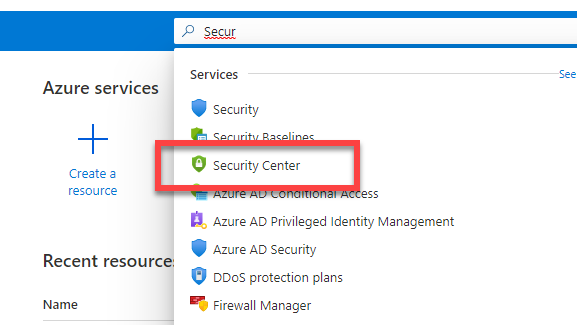 Secur
Services
See
Azure services
Security
Security Baselines
Create a
resource
Security Center
Azure AD Conditional Access
Azure AD Privileged Identity Management
Azure AD Security
Recent resources
DDoS protection plans
Name
Firewall Manager